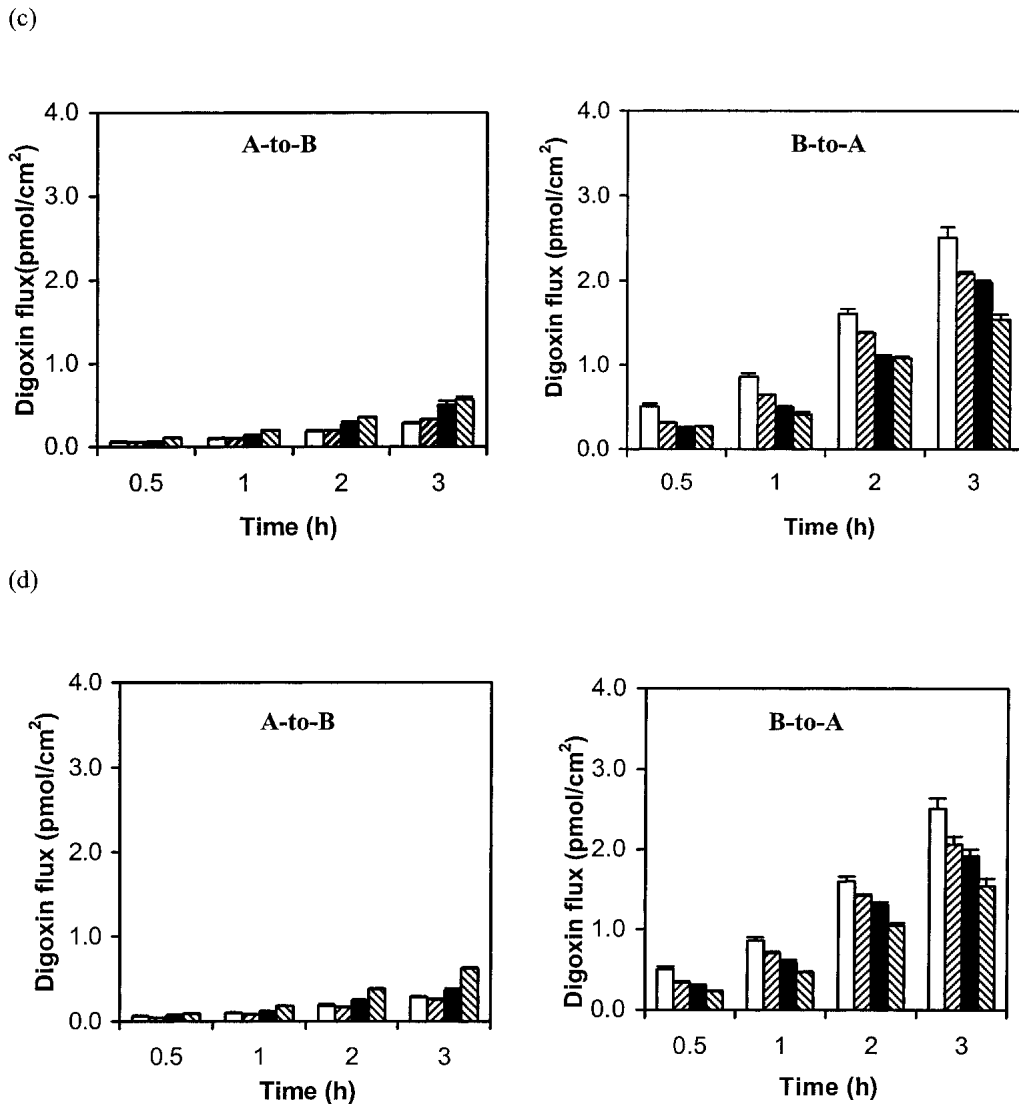 (c)
4.0
3.0
2.0
1.0
0.0
Digoxin flux(pmol/cm²)
A-to-B
0.5 1 2 3
Time (h)
4.0
3.0
2.0
1.0
0.0
Digoxin flux (pmol/cm²)
B-to-A
0.5 1 2 3
Time (h)
(d)
4.0
3.0
2.0
1.0
0.0
Digoxin flux (pmol/cm²)
A-to-B
0.5 1 2 3
Time (h)
4.0
3.0
2.0
1.0
0.0
Digoxin flux (pmol/cm²)
B-to-A
0.5 1 2 3
Time (h)